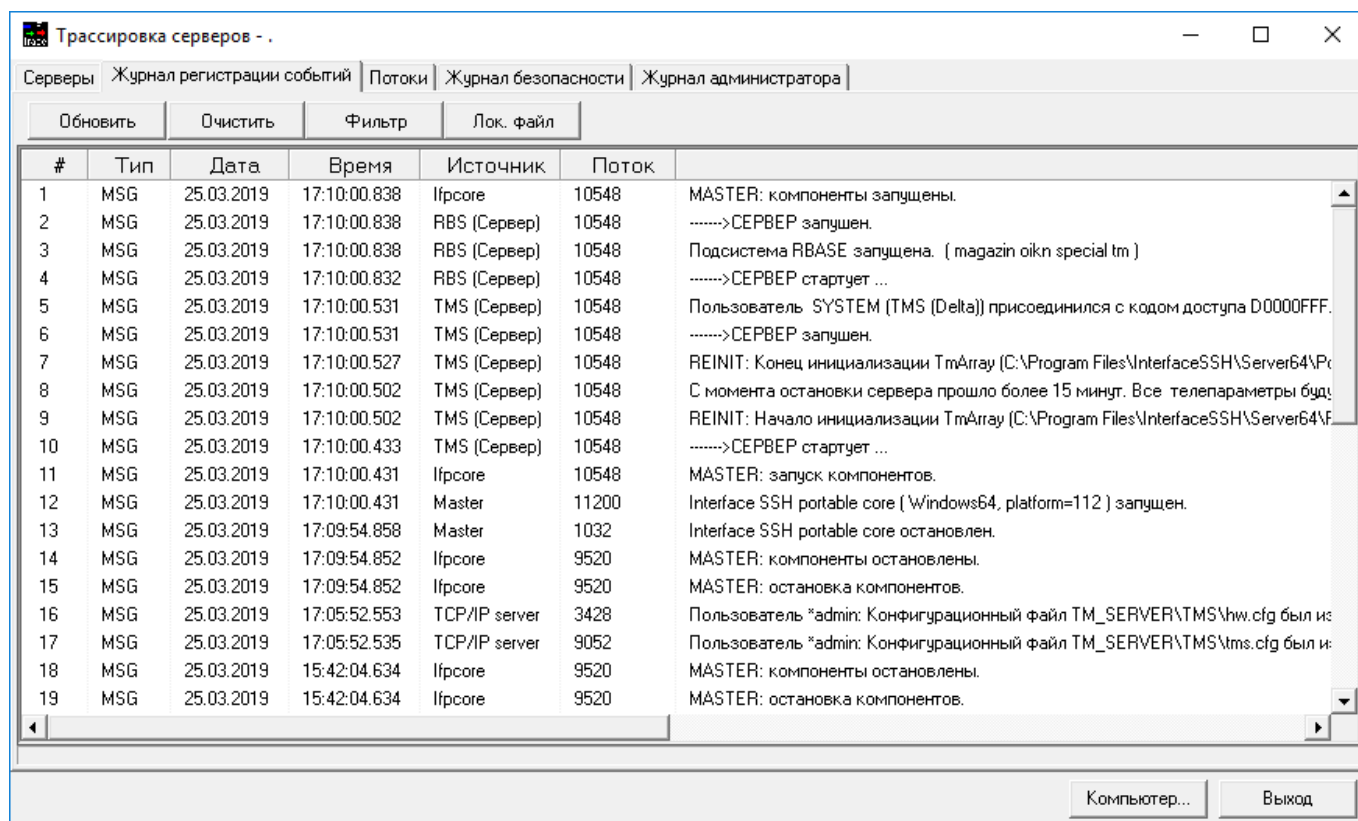 Трассировка серверов - .
Серверы Журнал регистрации событий Потоки Журнал безопасности Журнал администратора
Обновить Очистить Фильтр Лок. файл
# Тип Дата Время Источник Поток
1 MSG 25.03.2019 17:10:00.838 Ifpcore 10548 MASTER: компоненты запущены.
2 MSG 25.03.2019 17:10:00.838 RBS (Сервер) 10548 ------->СЕРВЕР запушен.
3 MSG 25.03.2019 17:10:00.838 RBS (Сервер) 10548 Подсистема RBASE запущена. ( magazin oikn special tm )
4 MSG 25.03.2019 17:10:00.832 RBS (Сервер) 10548 ------->СЕРВЕР стартует ...
5 MSG 25.03.2019 17:10:00.531 TMS (Сервер) 10548 Пользователь SYSTEM (TMS (Delta)) присоединился с кодом доступа D0000FFF.
6 MSG 25.03.2019 17:10:00.531 TMS (Сервер) 10548 ------->СЕРВЕР запушен.
7 MSG 25.03.2019 17:10:00.527 TMS (Сервер) 10548 REINIT: Конец инициализации TmArray (C:\Program Files\InterfaceSSH\Server64\
8 MSG 25.03.2019 17:10:00.502 TMS (Сервер) 10548 С момента остановки сервера прошло более 15 минут. Все телепараметры
9 MSG 25.03.2019 17:10:00.502 TMS (Сервер) 10548 REINIT: Начало инициализации TmArray (C:\Program Files\InterfaceSSH\Server64\
10 MSG 25.03.2019 17:10:00.433 TMS (Сервер) 10548 ------->СЕРВЕР стартует ...
11 MSG 25.03.2019 17:10:00.431 Ifpcore 10548 MASTER: запуск компонентов.
12 MSG 25.03.2019 17:10:00.431 Master 11200 Interface SSH portable core ( Windows64, platform=112 ) запущен.
13 MSG 25.03.2019 17:09:54.858 Master 1032 Interface SSH portable core остановлен.
14 MSG 25.03.2019 17:09:54.852 Ifpcore 9520 MASTER: компоненты остановлены.
15 MSG 25.03.2019 17:09:54.852 Ifpcore 9520 MASTER: остановка компонентов.
16 MSG 25.03.2019 17:05:52.553 TCP/IP server 3428 Пользователь *admin: Конфигурационный файл TM_SERVER\TMS\hw.cfg был
17 MSG 25.03.2019 17:05:52.535 TCP/IP server 9052 Пользователь *admin: Конфигурационный файл TM_SERVER\TMS\tms.cfg был
18 MSG 25.03.2019 15:42:04.634 Ifpcore 9520 MASTER: компоненты остановлены.
19 MSG 25.03.2019 15:42:04.634 Ifpcore 9520 MASTER: остановка компонентов.
Компьютер... Выход